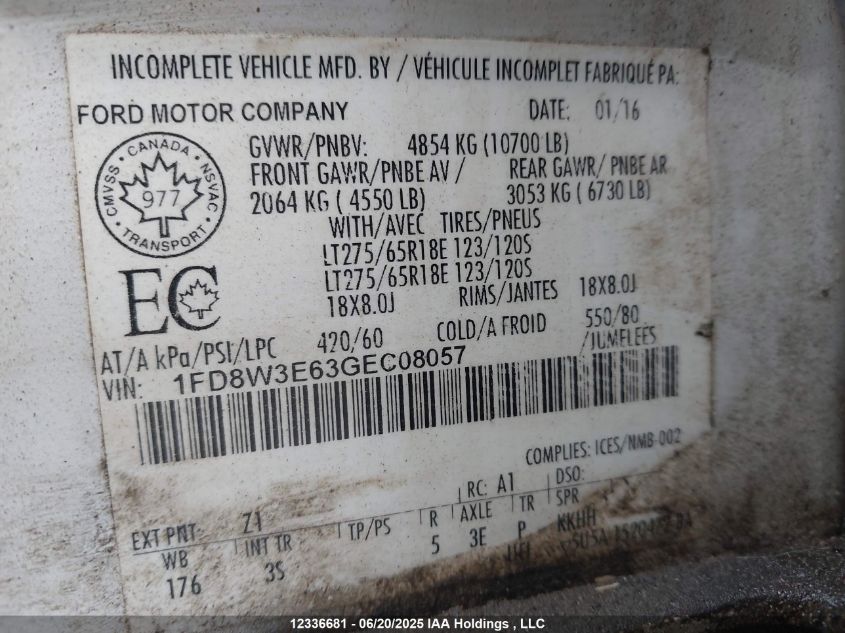 INCOMPLETE VEHICLE MFD. BY / VÉHICULE INCOMPLET FABRIQUÉ PA:
FORD MOTOR COMPANY DATE: 01/16
GVWR/PNBV: 4854 KG (10700 LB)
FRONT GAWR/PNBE AV / REAR GAWR/ PNBE AR
2064 KG ( 4550 LB) 3053 KG ( 6730 LB)
CMVSS · CANADA · NSVAC
977
TRANSPORT
WITH/AVEC TIRES/PNEUS
LT275/65R18E 123/120S
LT275/65R18E 123/120S
EC
18X8.0J RIMS/JANTES 18X8.0J
AT/A kPa/PSI/LPC 420/60 COLD/A FROID 550/80
/JUMELEES
VIN: 1FD8W3E63GEC08057
COMPLIES: ICES/NMB-002
EXT PNT: Z1 RC: A1 DSO:
WB INT TR TP/PS R AXLE TR SPR
176 3S 5 3E P KKHH
12336681 - 06/20/2025 IAA Holdings , LLC